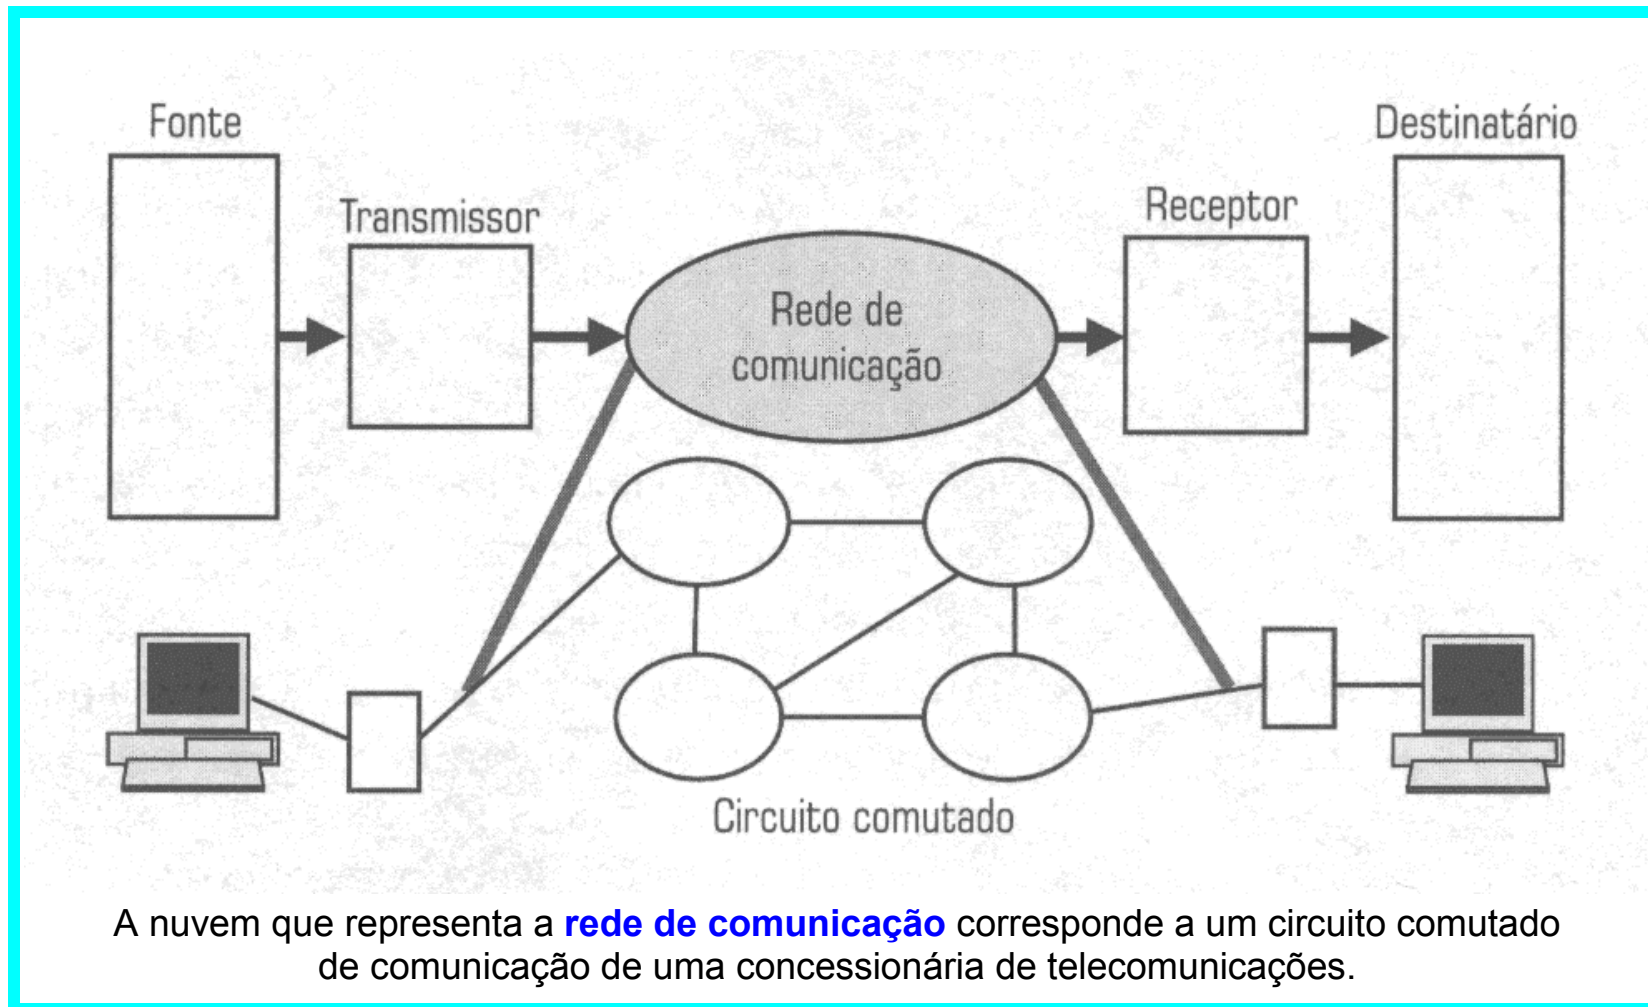 Fonte
Destinatário
Transmissor
Receptor
Rede de
comunicação
Circuito comutado
A nuvem que representa a rede de comunicação corresponde a um circuito comutado
de comunicação de uma concessionária de telecomunicações.